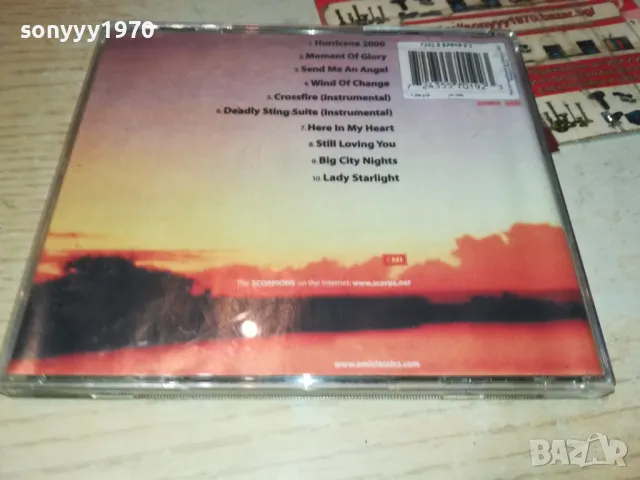 sonyyy1970
1. Hurricane 2000
2. Moment Of Glory
3. Send Me An Angel
4. Wind Of Change
5. Crossfire (Instrumental)
6. Deadly Sting Suite (Instrumental)
7. Here In My Heart
8. Still Loving You
9. Big City Nights
10. Lady Starlight
EMI
The SCORPIONS on the Internet: www.scorps.net
www.emiclassics.com
BAZAR